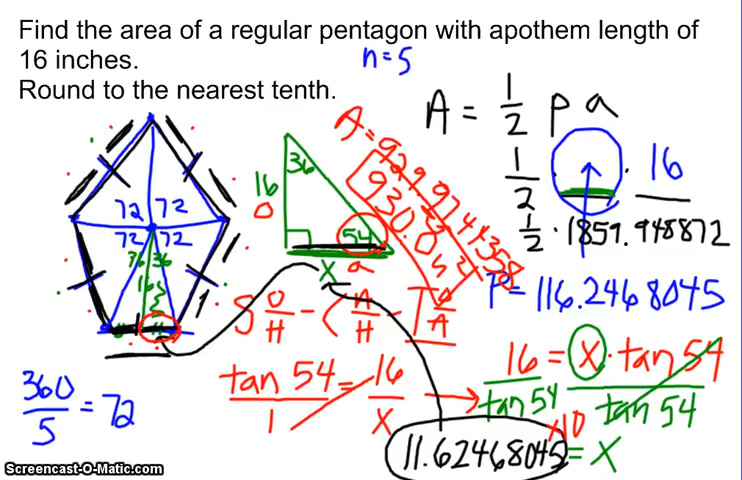 Find the area of a regular pentagon with apothem length of
16 inches.
n=5
Round to the nearest tenth.
A = 1/2 p a
1/2 · · 16
1/2 · 1859.948872
P = 116.2468045
72 72
72 72
36 36
16
36
16
O
54
X a
A = 929.9744358
930.0 in²
S O/H - C A/H - T O/A
tan 54/1 = 16/X
16/tan 54 = X · tan 54/tan 54
x10
11.62468045 = X
360/5 = 72
Screencast-O-Matic.com